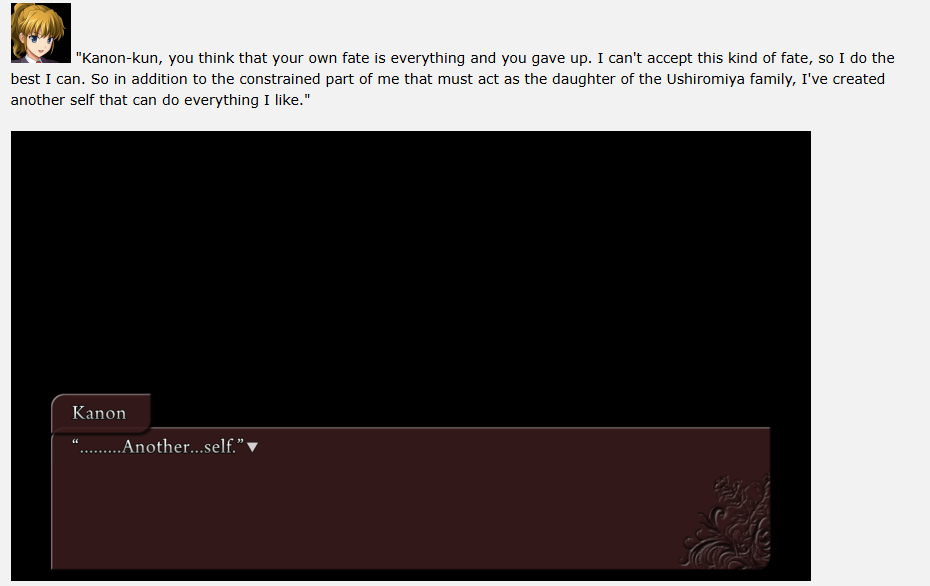 "Kanon-kun, you think that your own fate is everything and you gave up. I can't accept this kind of fate, so I do the
best I can. So in addition to the constrained part of me that must act as the daughter of the Ushiromiya family, I've created
another self that can do everything I like."
Kanon
“.........Another...self.”▼